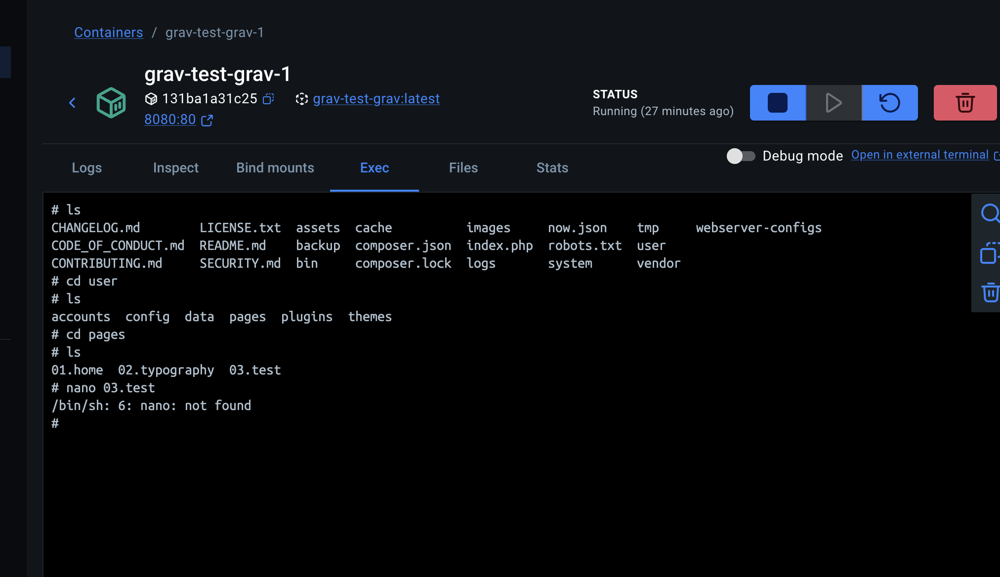 Containers / grav-test-grav-1
grav-test-grav-1
131ba1a31c25 grav-test-grav:latest
8080:80
STATUS
Running (27 minutes ago)
Logs Inspect Bind mounts Exec Files Stats
Debug mode Open in external terminal
# ls
CHANGELOG.md LICENSE.txt assets cache images now.json tmp webserver-configs
CODE_OF_CONDUCT.md README.md backup composer.json index.php robots.txt user
CONTRIBUTING.md SECURITY.md bin composer.lock logs system vendor
# cd user
# ls
accounts config data pages plugins themes
# cd pages
# ls
01.home 02.typography 03.test
# nano 03.test
/bin/sh: 6: nano: not found
#